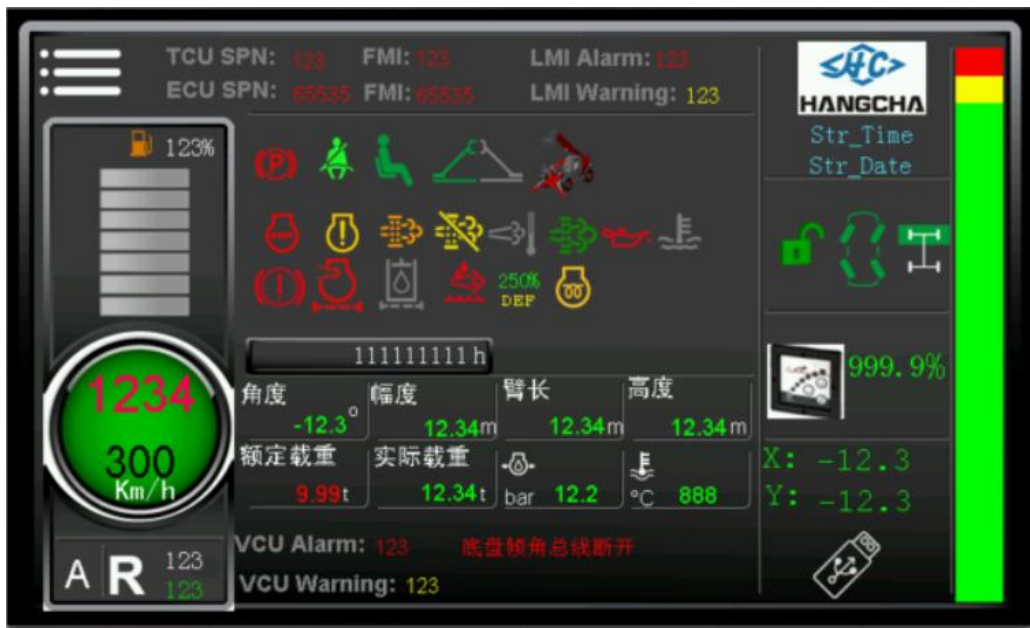 TCU SPN: 123 FMI: 123 LMI Alarm: 123
ECU SPN: 65535 FMI: 65535 LMI Warning: 123
HANGCHA
Str_Time
Str_Date
123%
(P)
250%
DEF
111111111 h
999.9%
1234
300
Km/h
角度 幅度 臂长 高度
-12.3° 12.34m 12.34m 12.34m
额定载重 实际载重
9.99t 12.34t bar 12.2 °C 888
X: -12.3
Y: -12.3
A R 123
123
VCU Alarm: 123 底盘倾角总线断开
VCU Warning: 123